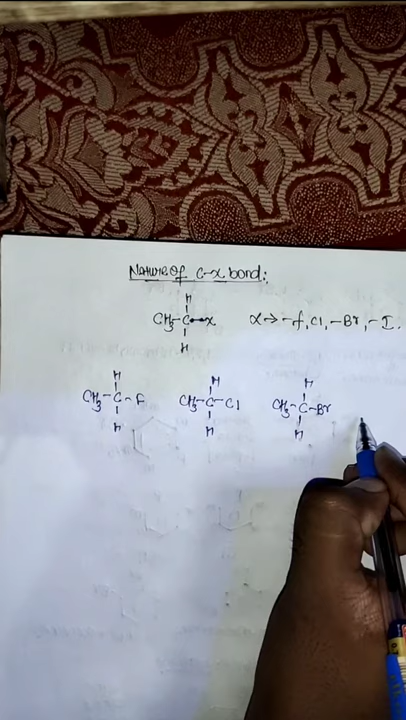 Nature of C-x bond:
H
CH3-C-x X→-F, Cl, -Br, -I.
H
H H H
CH3-C-F CH3-C-Cl CH3-C-Br
H H H